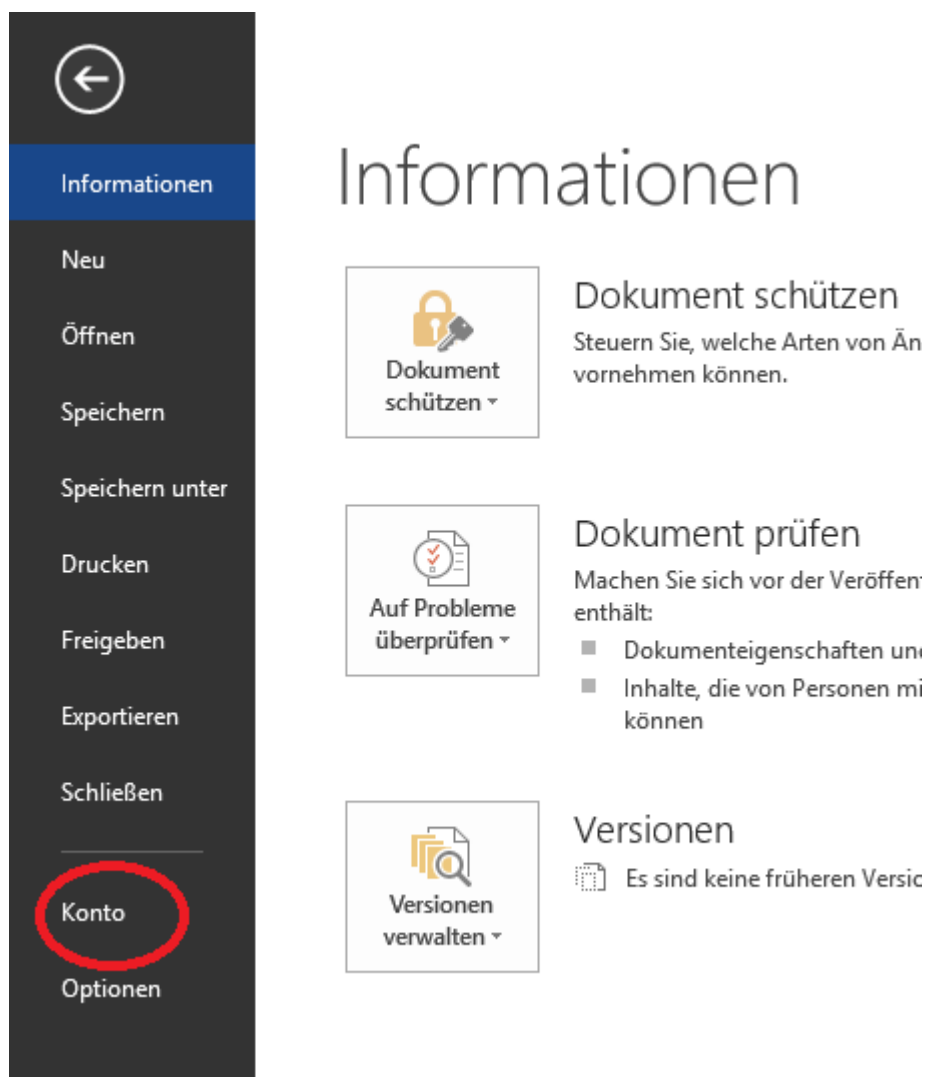 Informationen
Neu
Öffnen
Speichern
Speichern unter
Drucken
Freigeben
Exportieren
Schließen
Konto
Optionen
Informationen
Dokument
schützen
Dokument schützen
Steuern Sie, welche Arten von Än
vornehmen können.
Auf Probleme
überprüfen
Dokument prüfen
Machen Sie sich vor der Veröffent
enthält:
Dokumenteigenschaften und
Inhalte, die von Personen mi
können
Versionen
verwalten
Versionen
Es sind keine früheren Versio